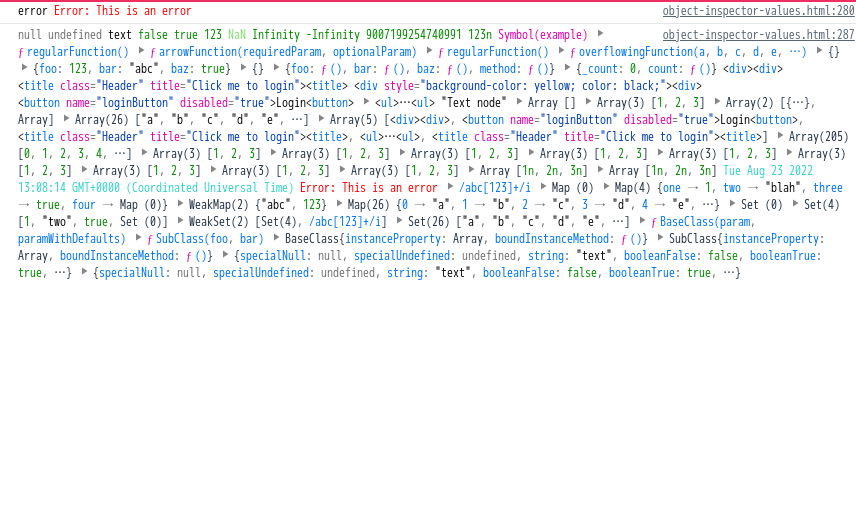 error Error: This is an error object-inspector-values.html:280
null undefined text false true 123 NaN Infinity -Infinity 9007199254740991 123n Symbol(example) ▶ object-inspector-values.html:287
ƒ regularFunction() ▶ ƒ arrowFunction(requiredParam, optionalParam) ▶ ƒ regularFunction() ▶ ƒ overflowingFunction(a, b, c, d, e, …) ▶ {}
▶ {foo: 123, bar: "abc", baz: true} ▶ {} ▶ {foo: ƒ (), bar: ƒ (), baz: ƒ (), method: ƒ ()} ▶ {_count: 0, count: ƒ ()} <div><div>
<title class="Header" title="Click me to login"><title> <div style="background-color: yellow; color: black;"><div>
<button name="loginButton" disabled="true">Login<button> ▶ <ul>⋯<ul> "Text node" ▶ Array [] ▶ Array(3) [1, 2, 3] ▶ Array(2) [{…},
Array] ▶ Array(26) ["a", "b", "c", "d", "e", …] ▶ Array(5) [<div><div>, <button name="loginButton" disabled="true">Login<button>,
<title class="Header" title="Click me to login"><title>, <ul>⋯<ul>, <title class="Header" title="Click me to login"><title>] ▶ Array(205)
[0, 1, 2, 3, 4, …] ▶ Array(3) [1, 2, 3] ▶ Array(3) [1, 2, 3] ▶ Array(3) [1, 2, 3] ▶ Array(3) [1, 2, 3] ▶ Array(3) [1, 2, 3] ▶ Array(3)
[1, 2, 3] ▶ Array(3) [1, 2, 3] ▶ Array(3) [1, 2, 3] ▶ Array(3) [1, 2, 3] ▶ Array [1n, 2n, 3n] ▶ Array [1n, 2n, 3n] Tue Aug 23 2022
13:08:14 GMT+0000 (Coordinated Universal Time) Error: This is an error ▶ /abc[123]+/i ▶ Map (0) ▶ Map(4) {one → 1, two → "blah", three
→ true, four → Map (0)} ▶ WeakMap(2) {"abc", 123} ▶ Map(26) {0 → "a", 1 → "b", 2 → "c", 3 → "d", 4 → "e", …} ▶ Set (0) ▶ Set(4)
[1, "two", true, Set (0)] ▶ WeakSet(2) [Set(4), /abc[123]+/i] ▶ Set(26) ["a", "b", "c", "d", "e", …] ▶ ƒ BaseClass(param,
paramWithDefaults) ▶ ƒ SubClass(foo, bar) ▶ BaseClass{instanceProperty: Array, boundInstanceMethod: ƒ ()} ▶ SubClass{instanceProperty:
Array, boundInstanceMethod: ƒ ()} ▶ {specialNull: null, specialUndefined: undefined, string: "text", booleanFalse: false, booleanTrue:
true, …} ▶ {specialNull: null, specialUndefined: undefined, string: "text", booleanFalse: false, booleanTrue: true, …}